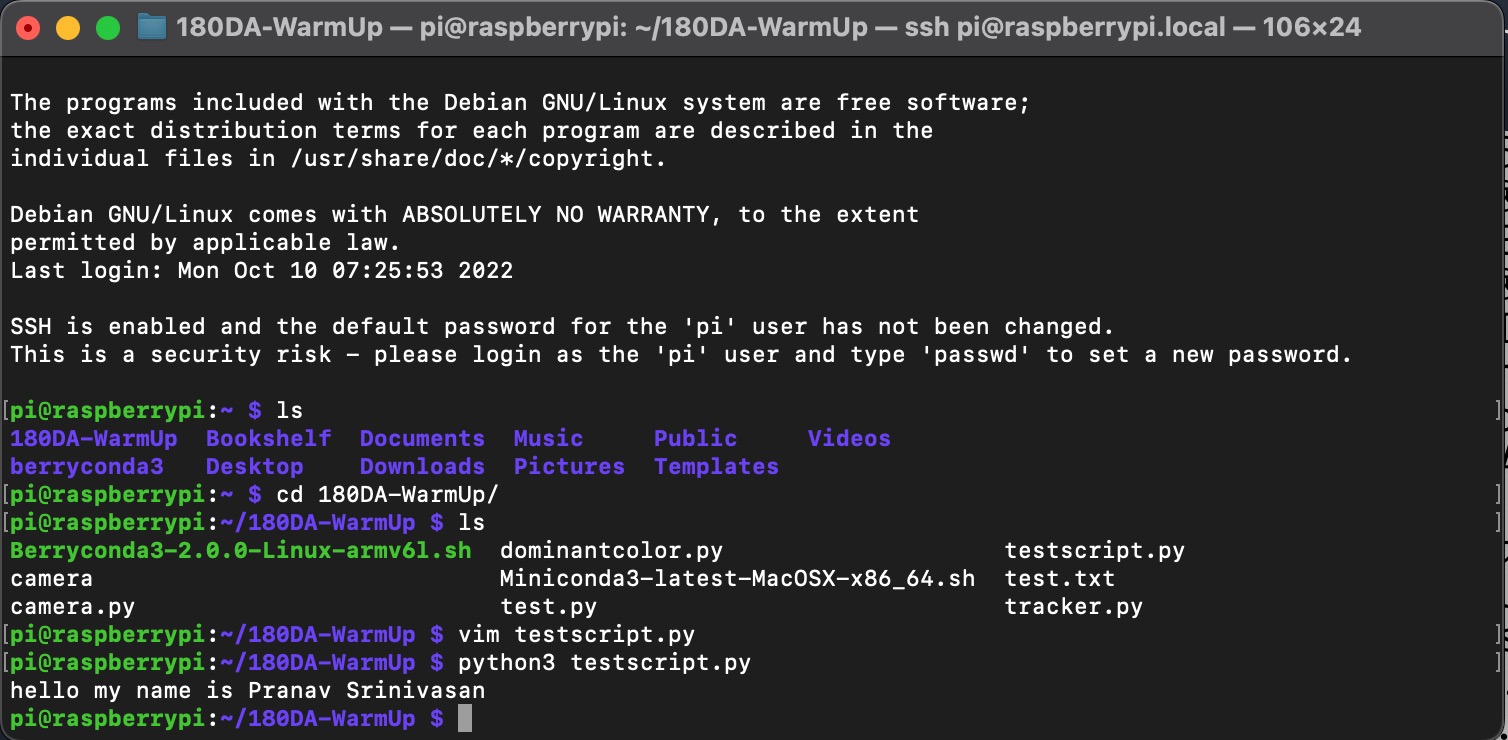 180DA-WarmUp — pi@raspberrypi: ~/180DA-WarmUp — ssh pi@raspberrypi.local — 106×24
The programs included with the Debian GNU/Linux system are free software;
the exact distribution terms for each program are described in the
individual files in /usr/share/doc/*/copyright.
Debian GNU/Linux comes with ABSOLUTELY NO WARRANTY, to the extent
permitted by applicable law.
Last login: Mon Oct 10 07:25:53 2022
SSH is enabled and the default password for the 'pi' user has not been changed.
This is a security risk - please login as the 'pi' user and type 'passwd' to set a new password.
[pi@raspberrypi:~ $ ls ]
180DA-WarmUp  Bookshelf  Documents  Music     Public     Videos
berryconda3   Desktop    Downloads  Pictures  Templates
[pi@raspberrypi:~ $ cd 180DA-WarmUp/ ]
[pi@raspberrypi:~/180DA-WarmUp $ ls ]
Berryconda3-2.0.0-Linux-armv6l.sh  dominantcolor.py                     testscript.py
camera                             Miniconda3-latest-MacOSX-x86_64.sh  test.txt
camera.py                          test.py                             tracker.py
[pi@raspberrypi:~/180DA-WarmUp $ vim testscript.py ]
[pi@raspberrypi:~/180DA-WarmUp $ python3 testscript.py ]
hello my name is Pranav Srinivasan
pi@raspberrypi:~/180DA-WarmUp $